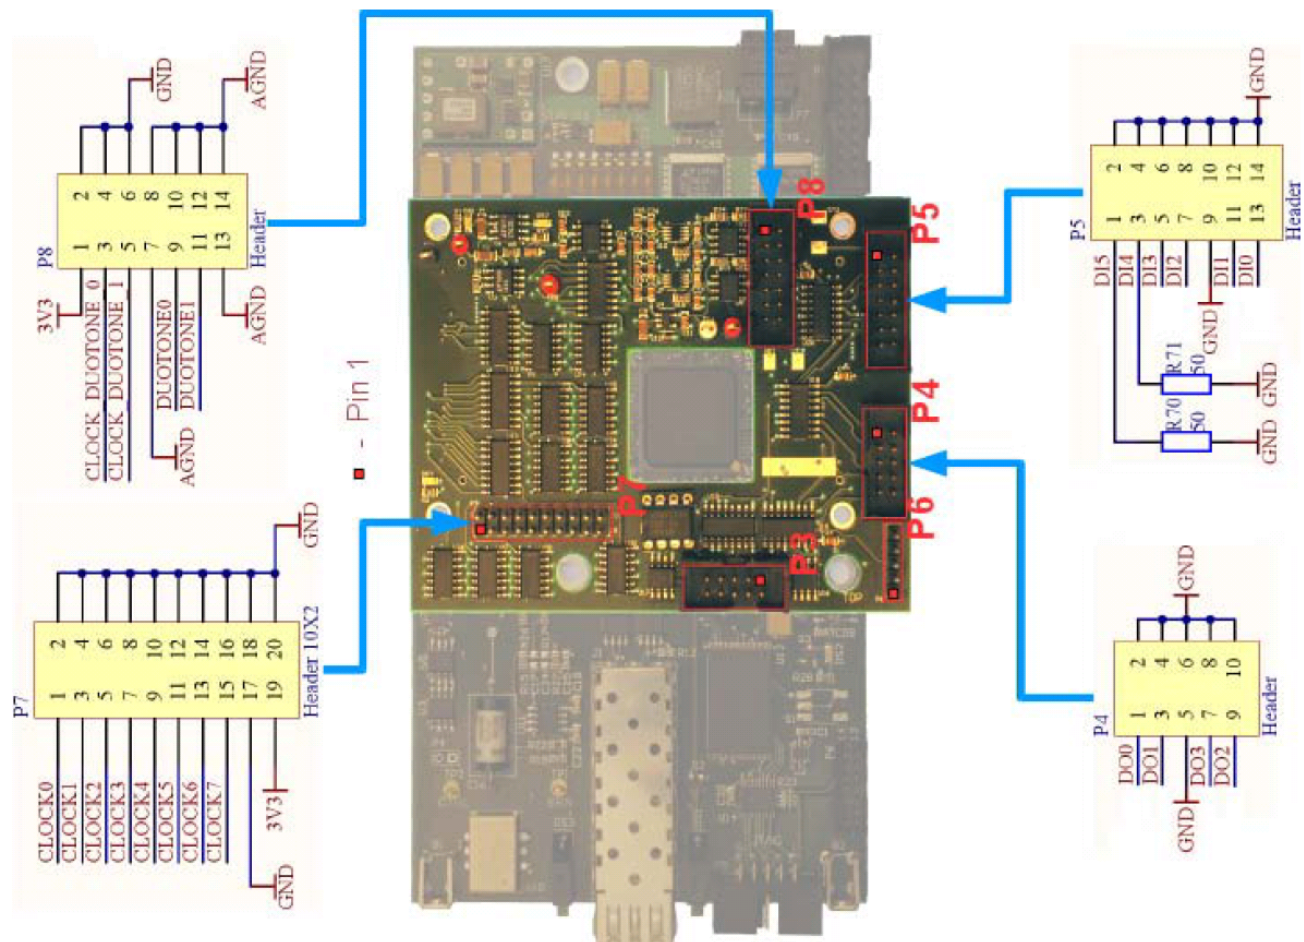 P8
3V3
CLOCK_DUOTONE_0
CLOCK_DUOTONE_1
AGND
DUOTONE0
DUOTONE1
AGND
1 3 5 7 9 11 13
2 4 6 8 10 12 14
Header
GND
AGND
P7
CLOCK0
CLOCK1
CLOCK2
CLOCK3
CLOCK4
CLOCK5
CLOCK6
CLOCK7
GND
3V3
1 3 5 7 9 11 13 15 17 19
2 4 6 8 10 12 14 16 18 20
Header 10X2
GND
- Pin 1
P8
P5
P4
P6
P7
P3
TOP
P5
DI5
DI4
DI3
DI2
GND
DI1
DI0
1 3 5 7 9 11 13
2 4 6 8 10 12 14
Header
GND
R71
50
GND
R70
50
GND
P4
DO0
DO1
GND
DO3
DO2
1 3 5 7 9
2 4 6 8 10
Header
GND